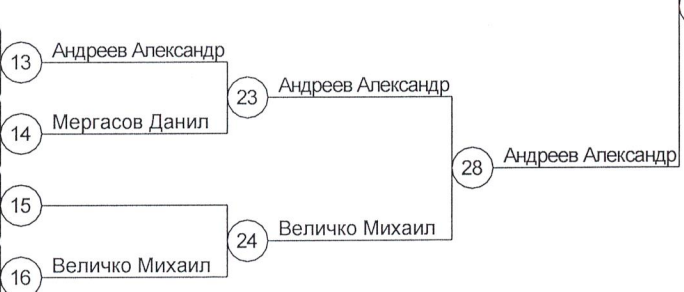 13 Андреев Александр
23 Андреев Александр
14 Мергасов Данил
28 Андреев Александр
15
24 Величко Михаил
16 Величко Михаил